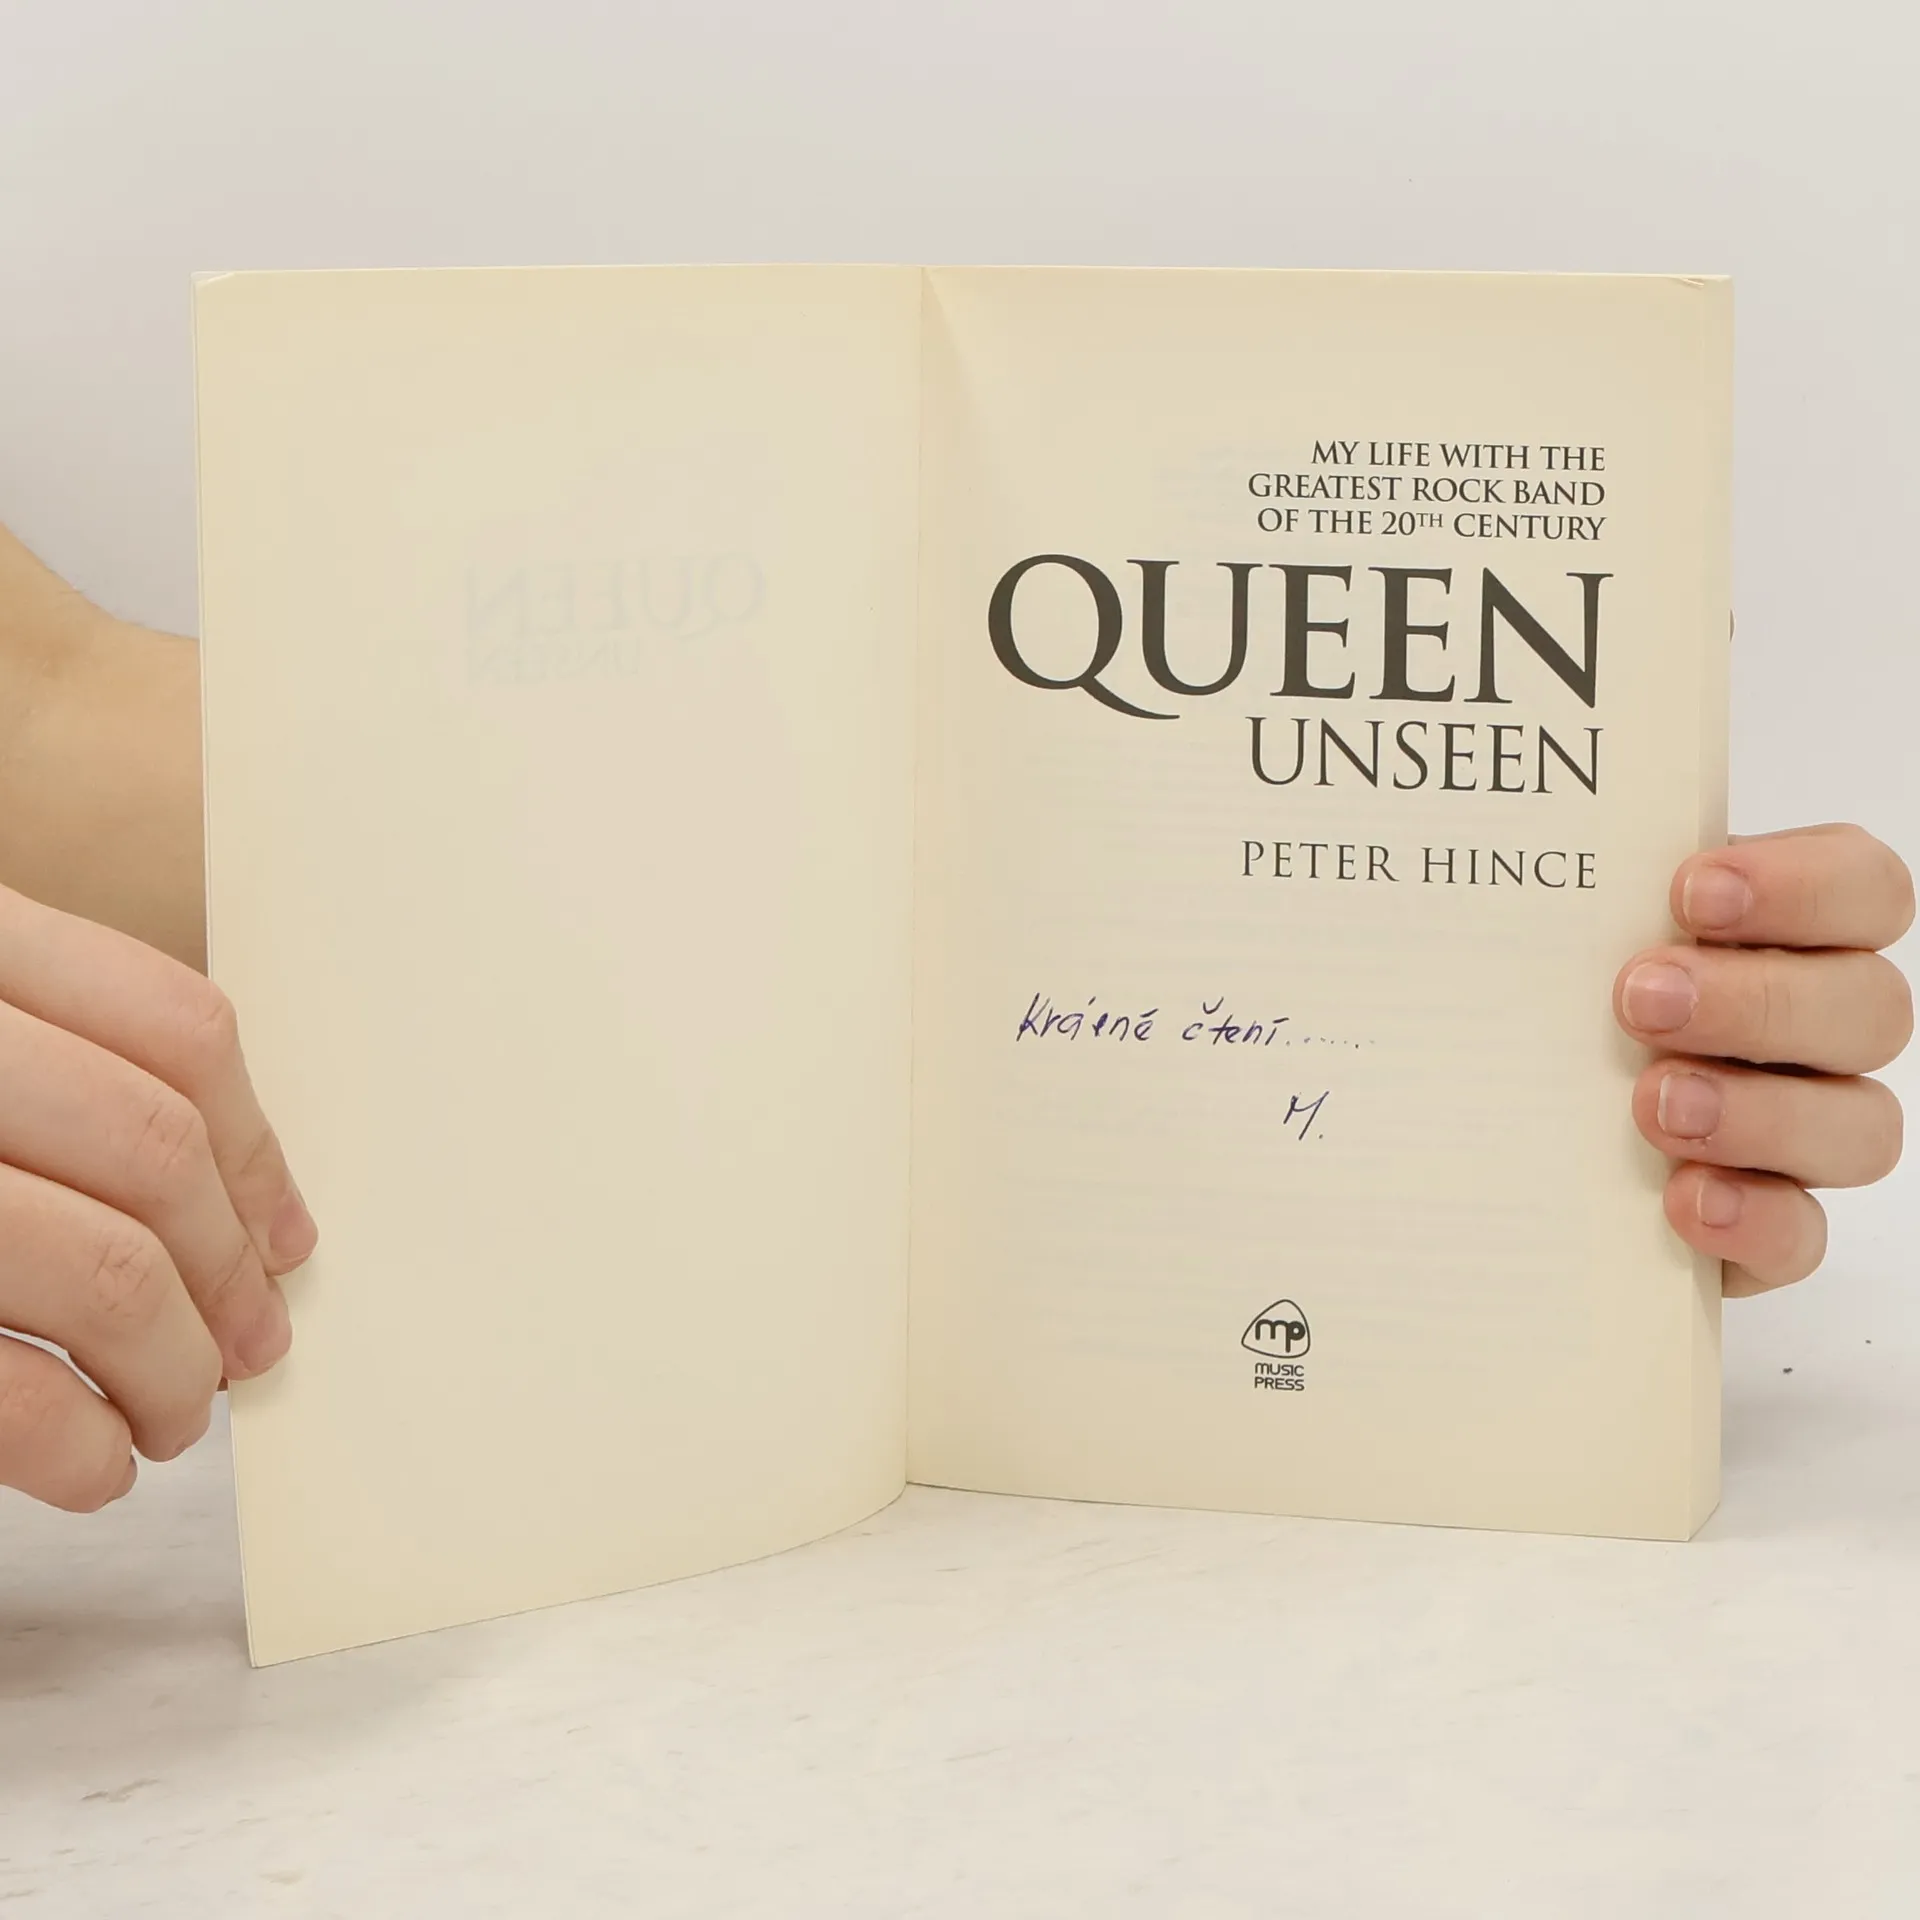 MY LIFE WITH THE
GREATEST ROCK BAND
OF THE 20TH CENTURY
QUEEN
UNSEEN
PETER HINCE
Krásné čtení.......
M.
mp
MUSIC
PRESS